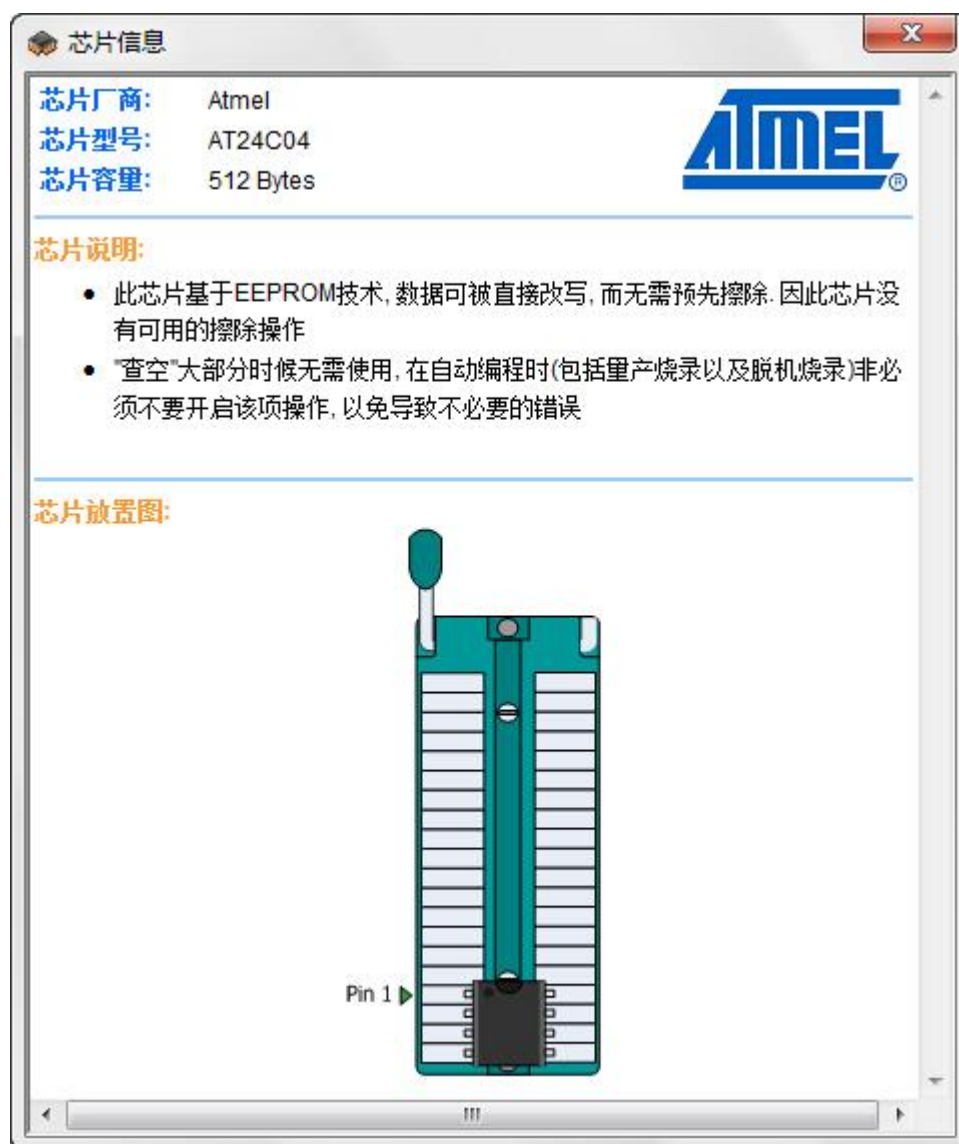 芯片信息
芯片厂商: Atmel
芯片型号: AT24C04
芯片容量: 512 Bytes
ATMEL®
芯片说明:
• 此芯片基于EEPROM技术, 数据可被直接改写, 而无需预先擦除. 因此芯片没
有可用的擦除操作
• "查空"大部分时候无需使用, 在自动编程时(包括量产烧录以及脱机烧录)非必
须不要开启该项操作, 以免导致不必要的错误
芯片放置图:
Pin 1